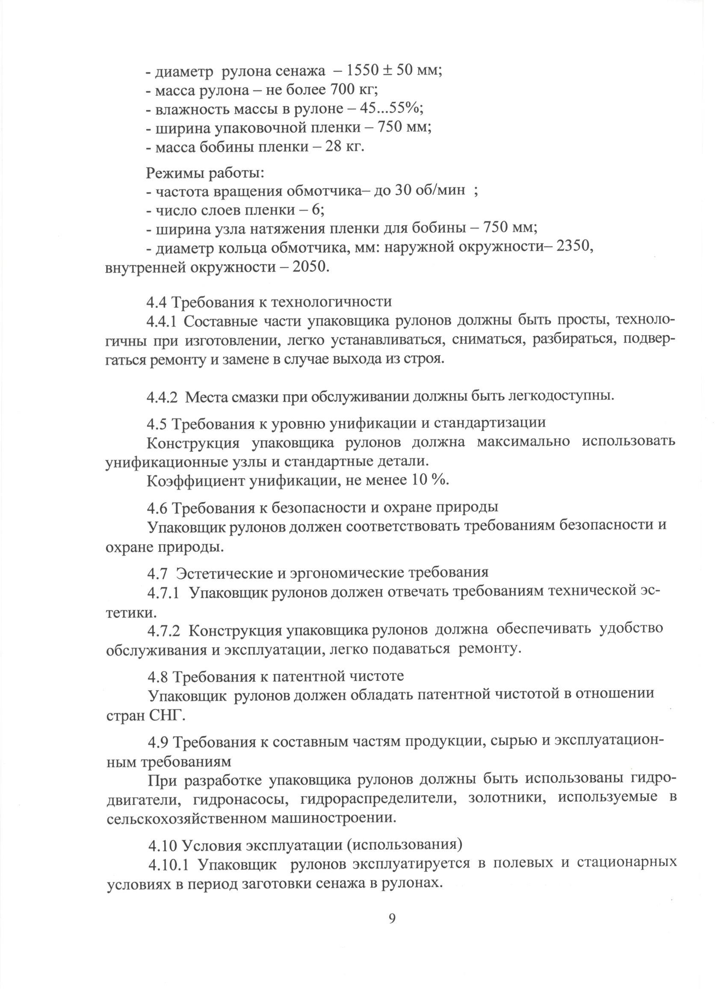 - диаметр рулона сенажа – 1550 ± 50 мм;
- масса рулона – не более 700 кг;
- влажность массы в рулоне – 45...55%;
- ширина упаковочной пленки – 750 мм;
- масса бобины пленки – 28 кг.
Режимы работы:
- частота вращения обмотчика– до 30 об/мин ;
- число слоев пленки – 6;
- ширина узла натяжения пленки для бобины – 750 мм;
- диаметр кольца обмотчика, мм: наружной окружности– 2350,
внутренней окружности – 2050.
4.4 Требования к технологичности
4.4.1 Составные части упаковщика рулонов должны быть просты, техноло-
гичны при изготовлении, легко устанавливаться, сниматься, разбираться, подвер-
гаться ремонту и замене в случае выхода из строя.
4.4.2 Места смазки при обслуживании должны быть легкодоступны.
4.5 Требования к уровню унификации и стандартизации
Конструкция упаковщика рулонов должна максимально использовать
унификационные узлы и стандартные детали.
Коэффициент унификации, не менее 10 %.
4.6 Требования к безопасности и охране природы
Упаковщик рулонов должен соответствовать требованиям безопасности и
охране природы.
4.7 Эстетические и эргономические требования
4.7.1 Упаковщик рулонов должен отвечать требованиям технической эс-
тетики.
4.7.2 Конструкция упаковщика рулонов должна обеспечивать удобство
обслуживания и эксплуатации, легко подаваться ремонту.
4.8 Требования к патентной чистоте
Упаковщик рулонов должен обладать патентной чистотой в отношении
стран СНГ.
4.9 Требования к составным частям продукции, сырью и эксплуатацион-
ным требованиям
При разработке упаковщика рулонов должны быть использованы гидро-
двигатели, гидронасосы, гидрораспределители, золотники, используемые в
сельскохозяйственном машиностроении.
4.10 Условия эксплуатации (использования)
4.10.1 Упаковщик рулонов эксплуатируется в полевых и стационарных
условиях в период заготовки сенажа в рулонах.
9